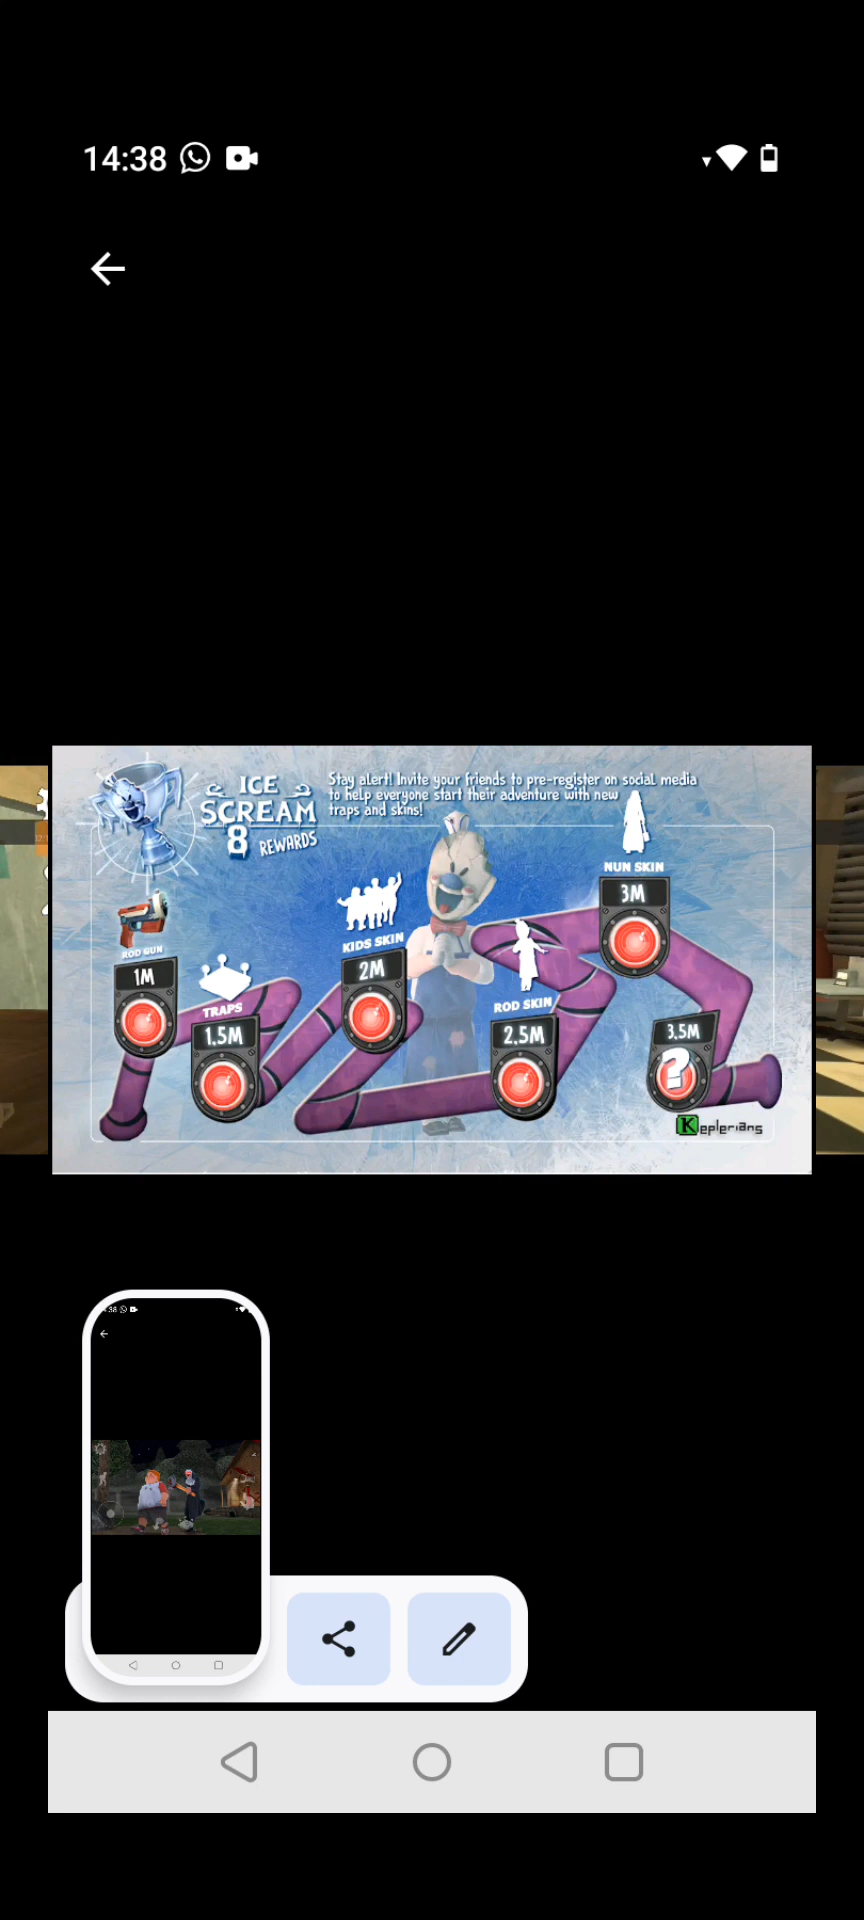 14:38
ICE
SCREAM
8 REWARDS
Stay alert! Invite your friends to pre-register on social media
to help everyone start their adventure with new
traps and skins!
NUN SKIN
3M
KIDS SKIN
2M
ROD GUN
1M
TRAPS
1.5M
ROD SKIN
2.5M
3.5M
?
Keplerians